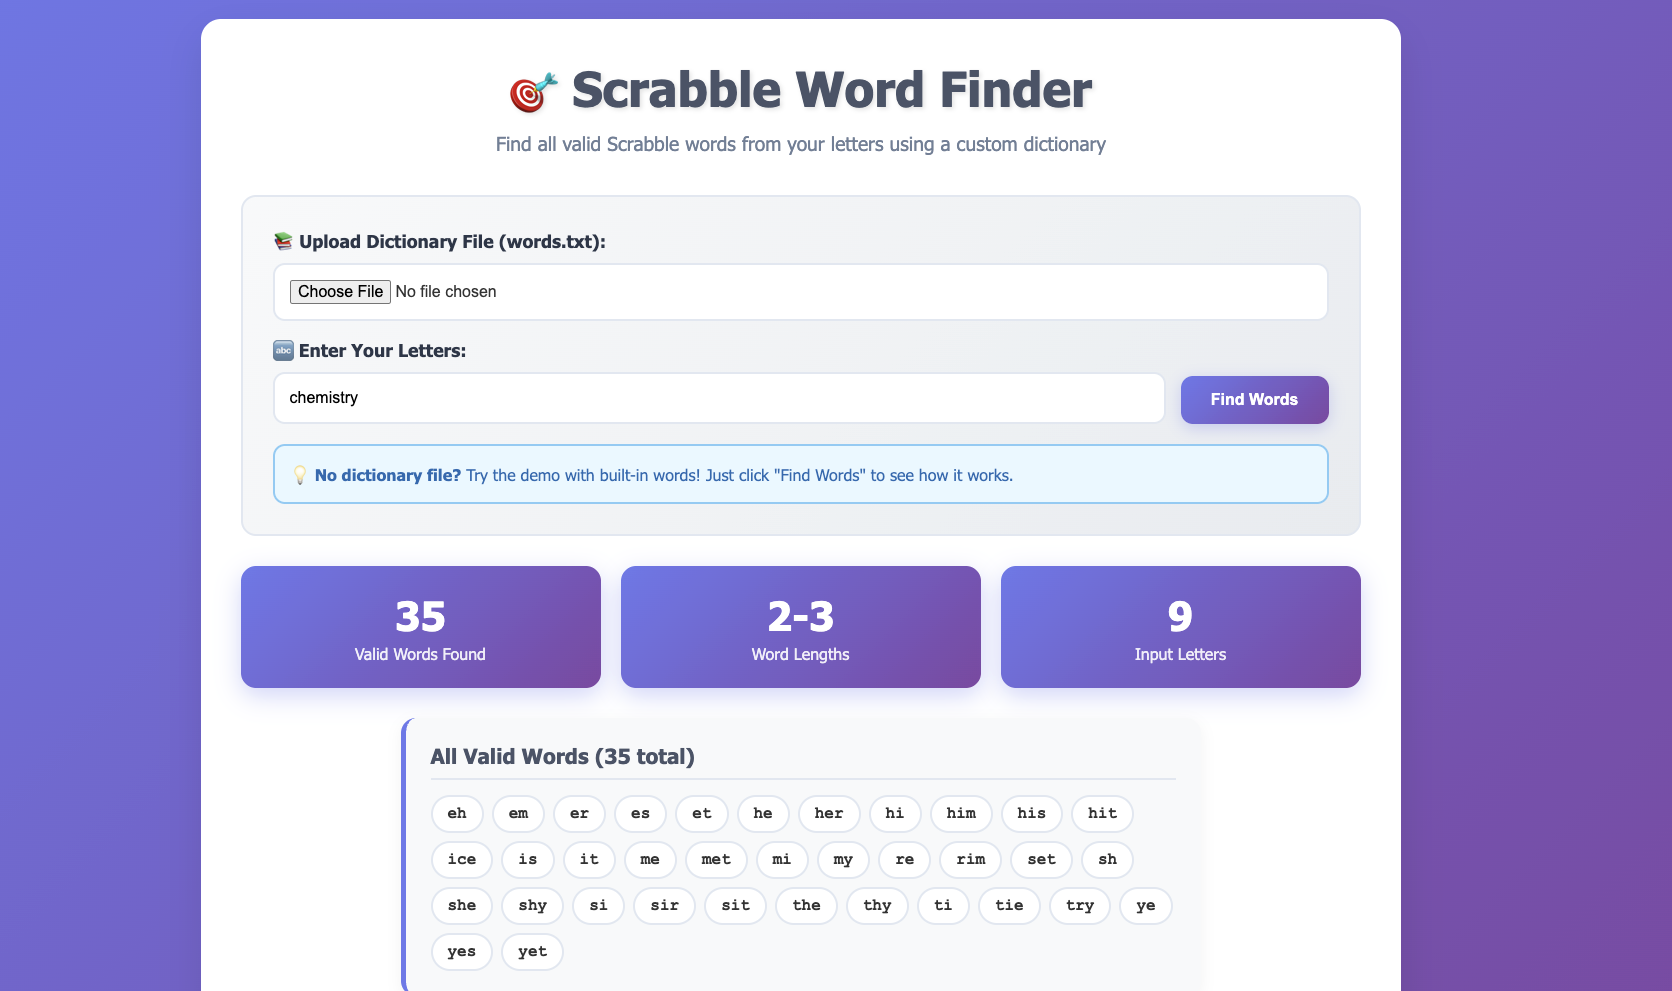 🎯 Scrabble Word Finder
Find all valid Scrabble words from your letters using a custom dictionary
📚 Upload Dictionary File (words.txt):
Choose File No file chosen
🔤 Enter Your Letters:
chemistry Find Words
💡 No dictionary file? Try the demo with built-in words! Just click "Find Words" to see how it works.
35 2-3 9
Valid Words Found Word Lengths Input Letters
All Valid Words (35 total)
eh em er es et he her hi him his hit
ice is it me met mi my re rim set sh
she shy si sir sit the thy ti tie try ye
yes yet